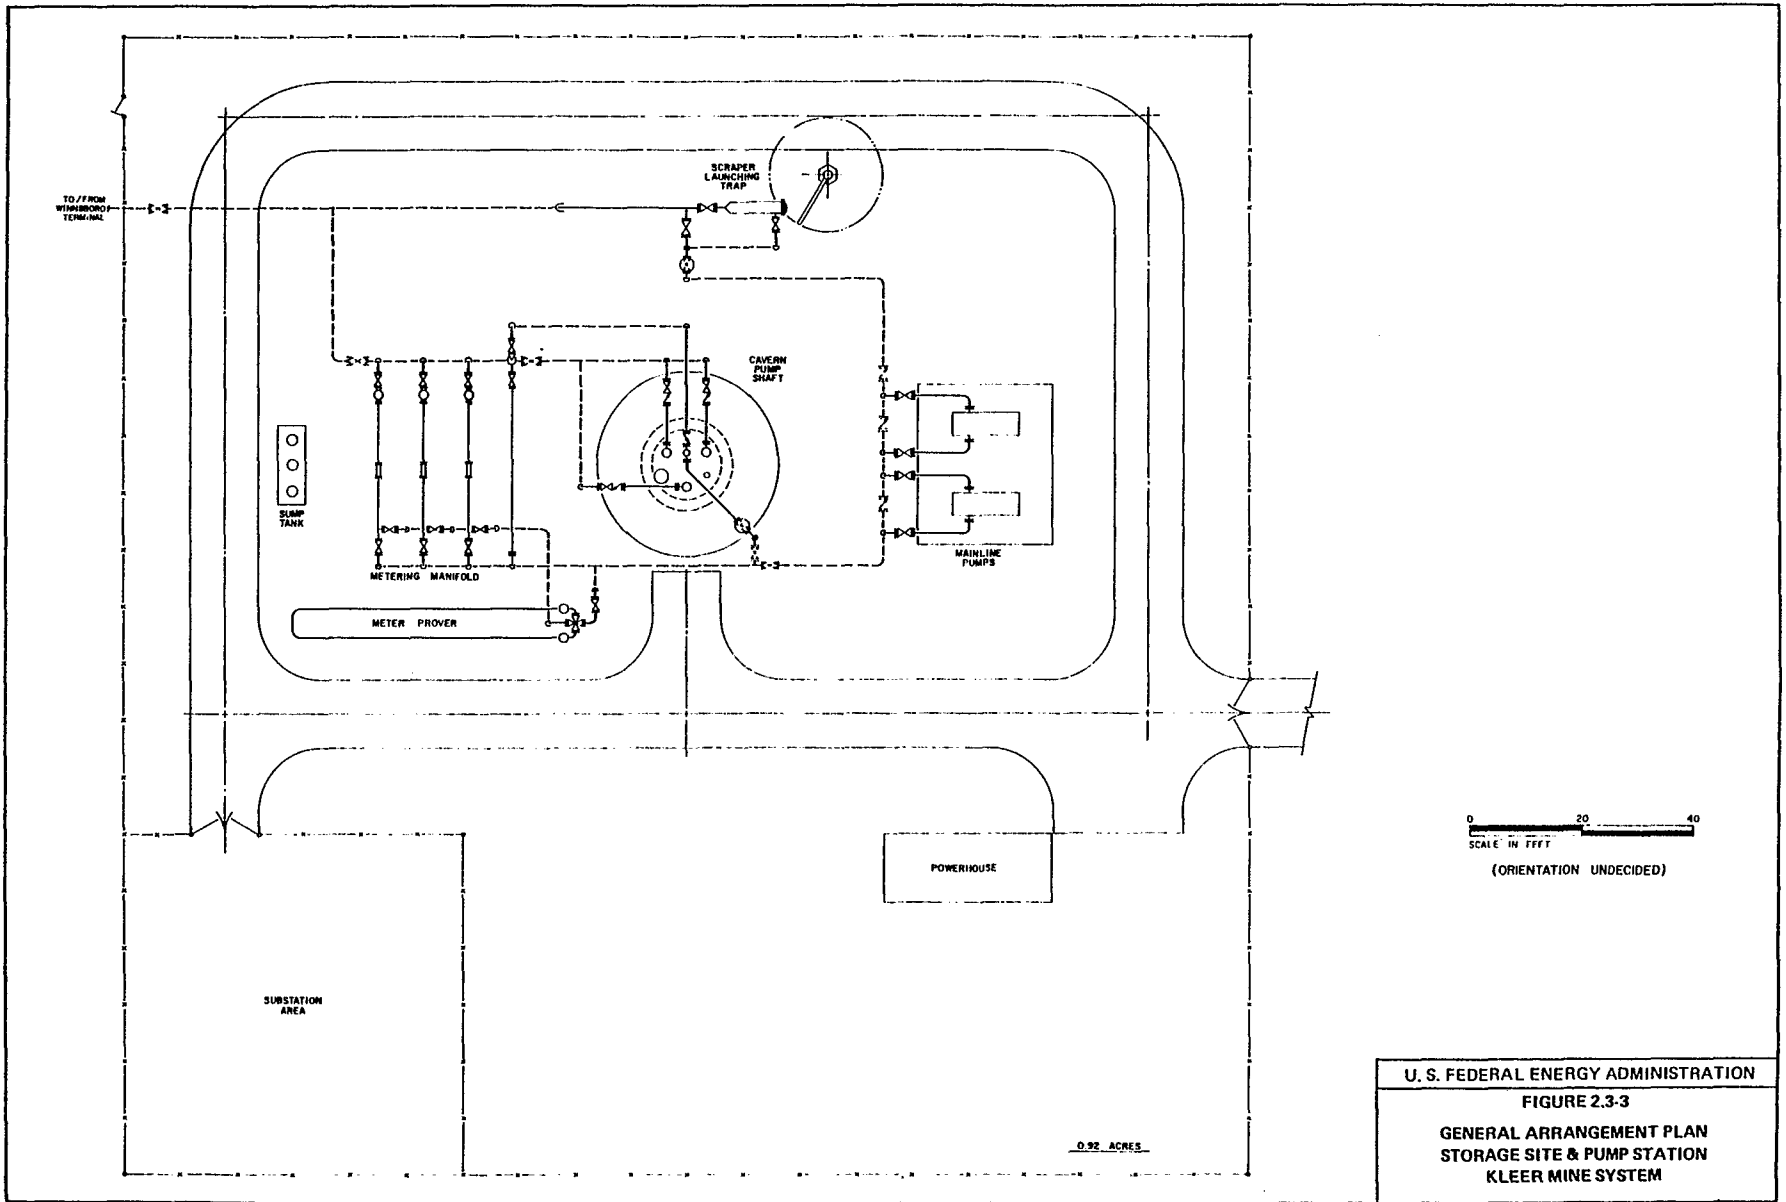 SCRAPER
LAUNCHING
TRAP
TO/FROM
TERMINAL
CAVERN
PUMP
SHAFT
SUMP
TANK
METERING MANIFOLD
MAINLINE
PUMPS
METER PROVER
0 20 40
SCALE IN FEET
(ORIENTATION UNDECIDED)
POWERHOUSE
SUBSTATION
AREA
0.92 ACRES
U. S. FEDERAL ENERGY ADMINISTRATION
FIGURE 2.3-3
GENERAL ARRANGEMENT PLAN
STORAGE SITE & PUMP STATION
KLEER MINE SYSTEM